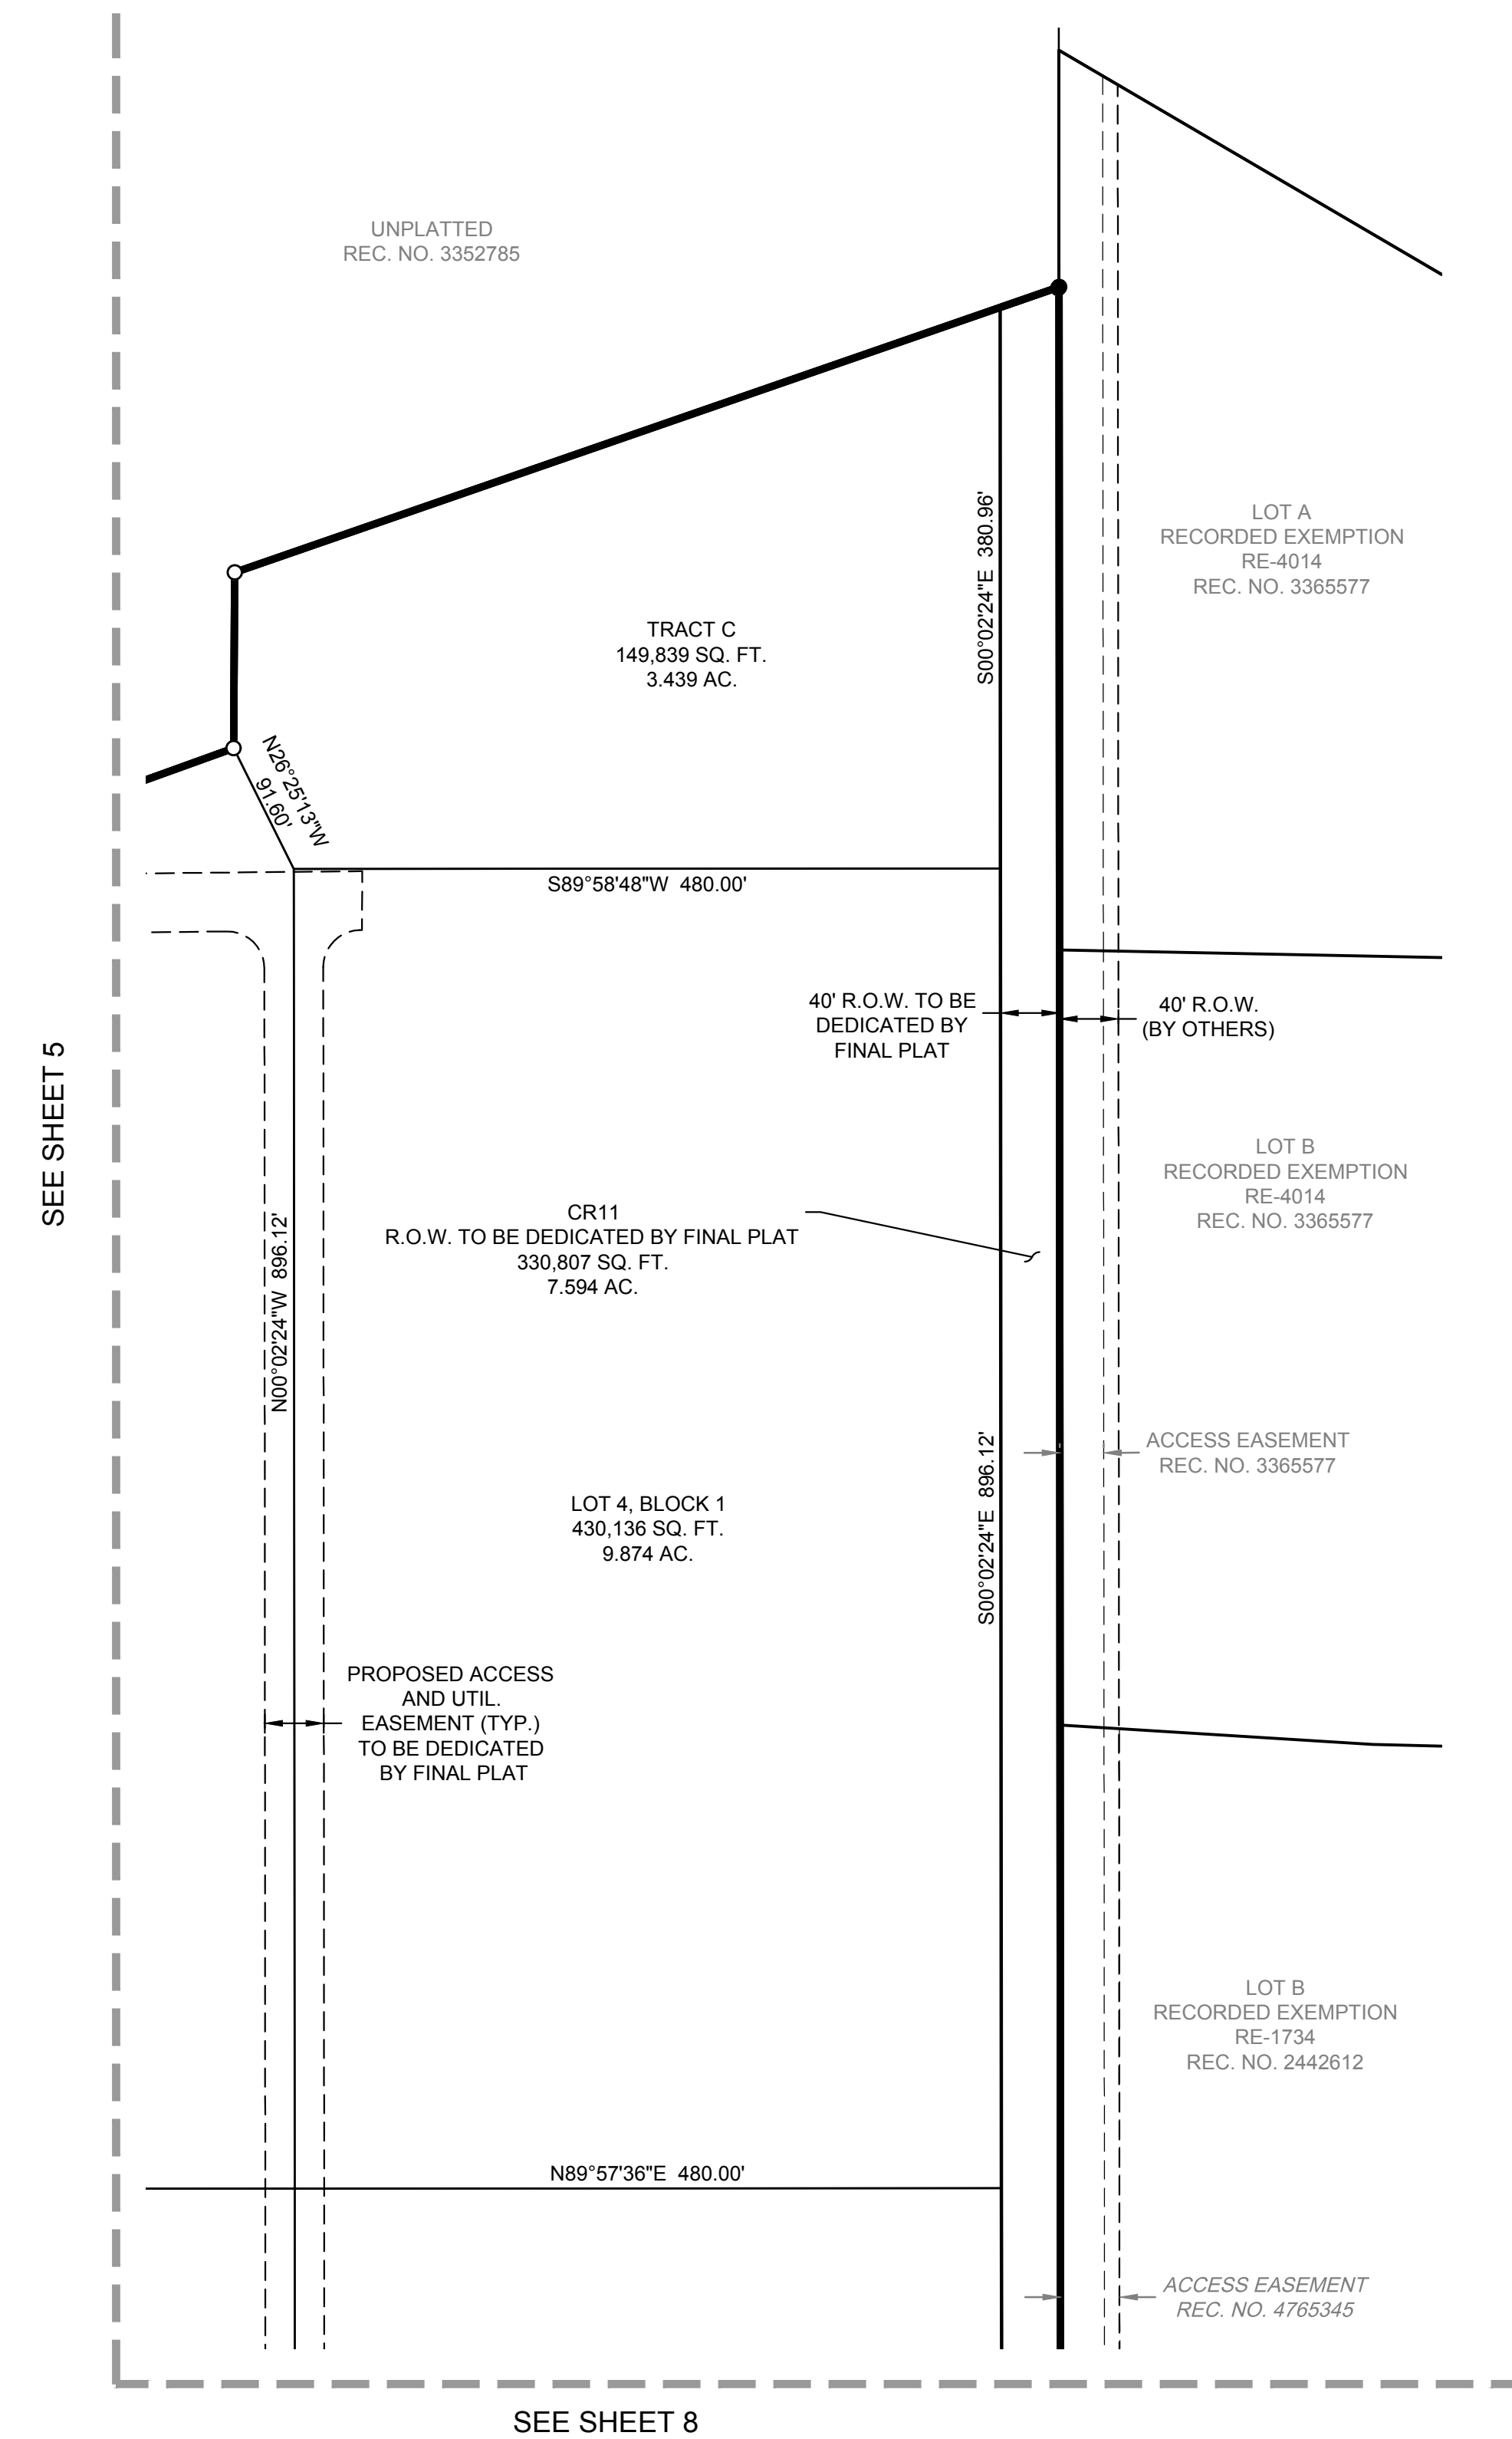 UNPLATTED
REC. NO. 3352785
LOT A
RECORDED EXEMPTION
RE-4014
REC. NO. 3365577
S00°02'24"E 380.96'
TRACT C
149,839 SQ. FT.
3.439 AC.
N26°25'13"W
91.60'
S89°58'48"W 480.00'
40' R.O.W. TO BE
DEDICATED BY
FINAL PLAT
40' R.O.W.
(BY OTHERS)
SEE SHEET 5
LOT B
RECORDED EXEMPTION
RE-4014
REC. NO. 3365577
CR11
R.O.W. TO BE DEDICATED BY FINAL PLAT
330,807 SQ. FT.
7.594 AC.
N00°02'24"W 896.12'
ACCESS EASEMENT
REC. NO. 3365577
S00°02'24"E 896.12'
LOT 4, BLOCK 1
430,136 SQ. FT.
9.874 AC.
PROPOSED ACCESS
AND UTIL.
EASEMENT (TYP.)
TO BE DEDICATED
BY FINAL PLAT
LOT B
RECORDED EXEMPTION
RE-1734
REC. NO. 2442612
N89°57'36"E 480.00'
ACCESS EASEMENT
REC. NO. 4765345
SEE SHEET 8